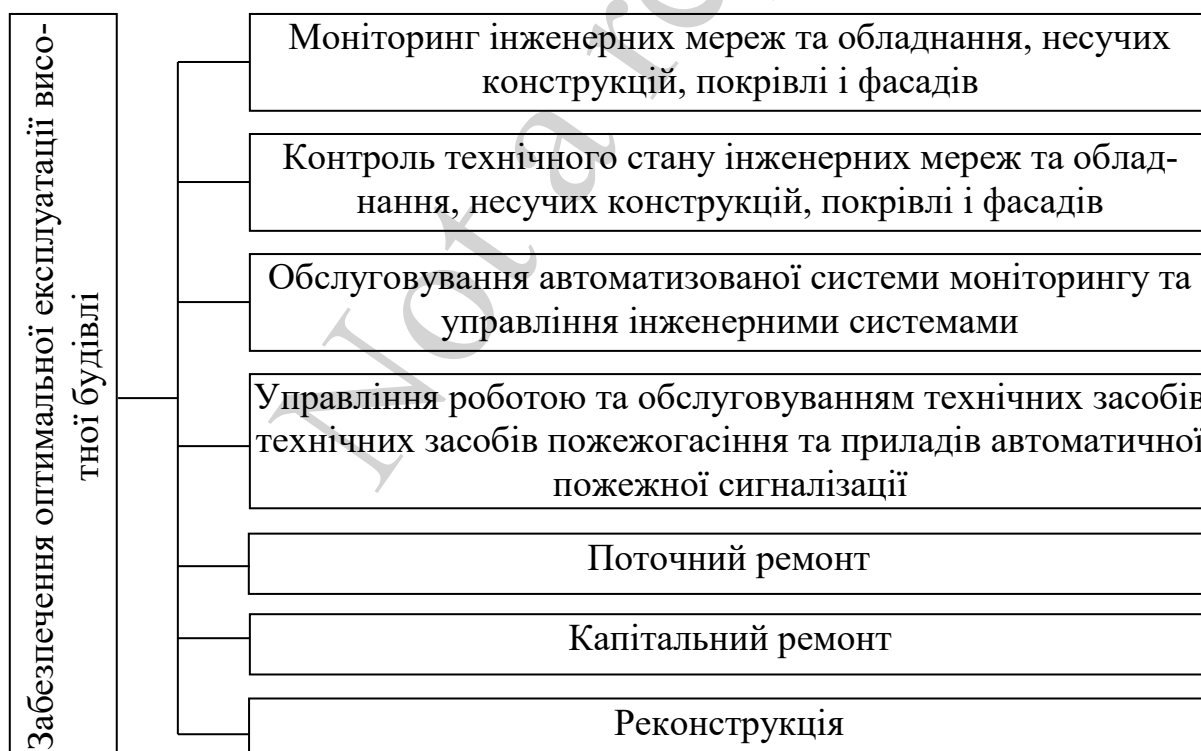 Забезпечення оптимальної експлуатації висо-
тної будівлі
Моніторинг інженерних мереж та обладнання, несучих
конструкцій, покрівлі і фасадів
Контроль технічного стану інженерних мереж та облад-
нання, несучих конструкцій, покрівлі і фасадів
Обслуговування автоматизованої системи моніторингу та
управління інженерними системами
Управління роботою та обслуговуванням технічних засобів
технічних засобів пожежогасіння та приладів автоматичної
пожежної сигналізації
Поточний ремонт
Капітальний ремонт
Реконструкція
Not a